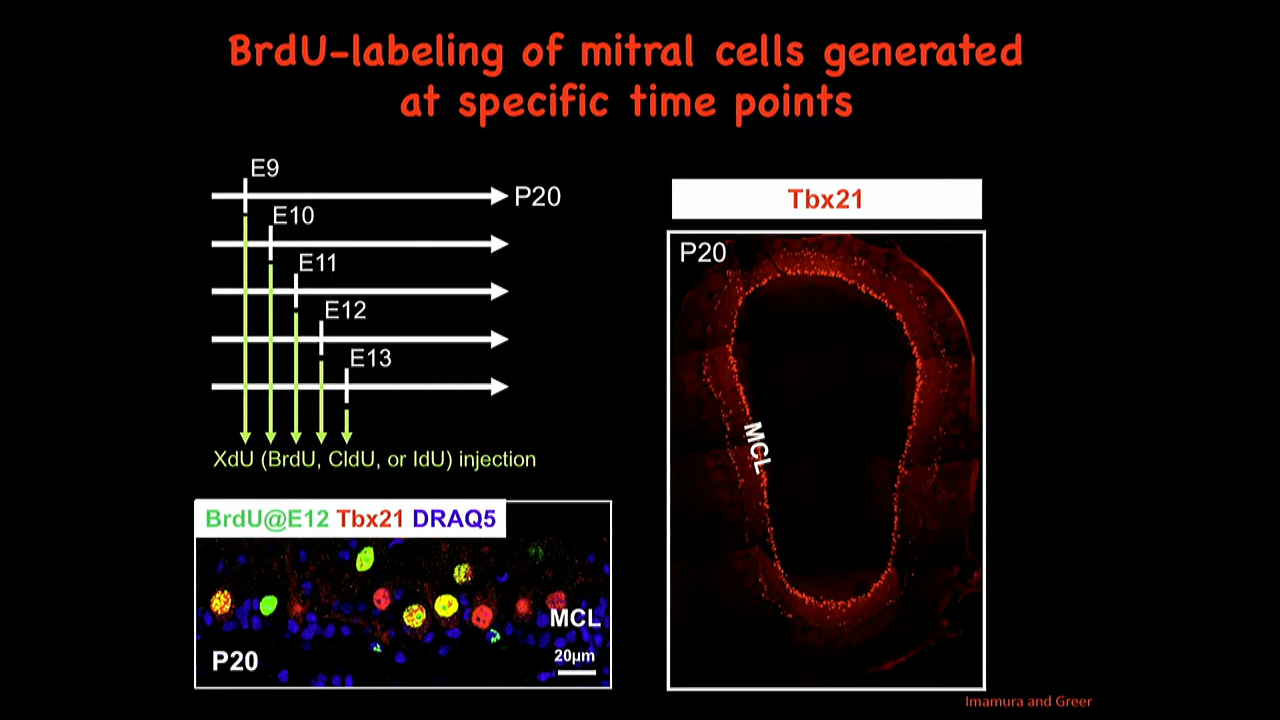 BrdU-labeling of mitral cells generated
at specific time points
E9
P20
E10
E11
E12
E13
XdU (BrdU, CldU, or IdU) injection
BrdU@E12 Tbx21 DRAQ5
MCL
P20
20µm
Tbx21
P20
MCL
Imamura and Greer